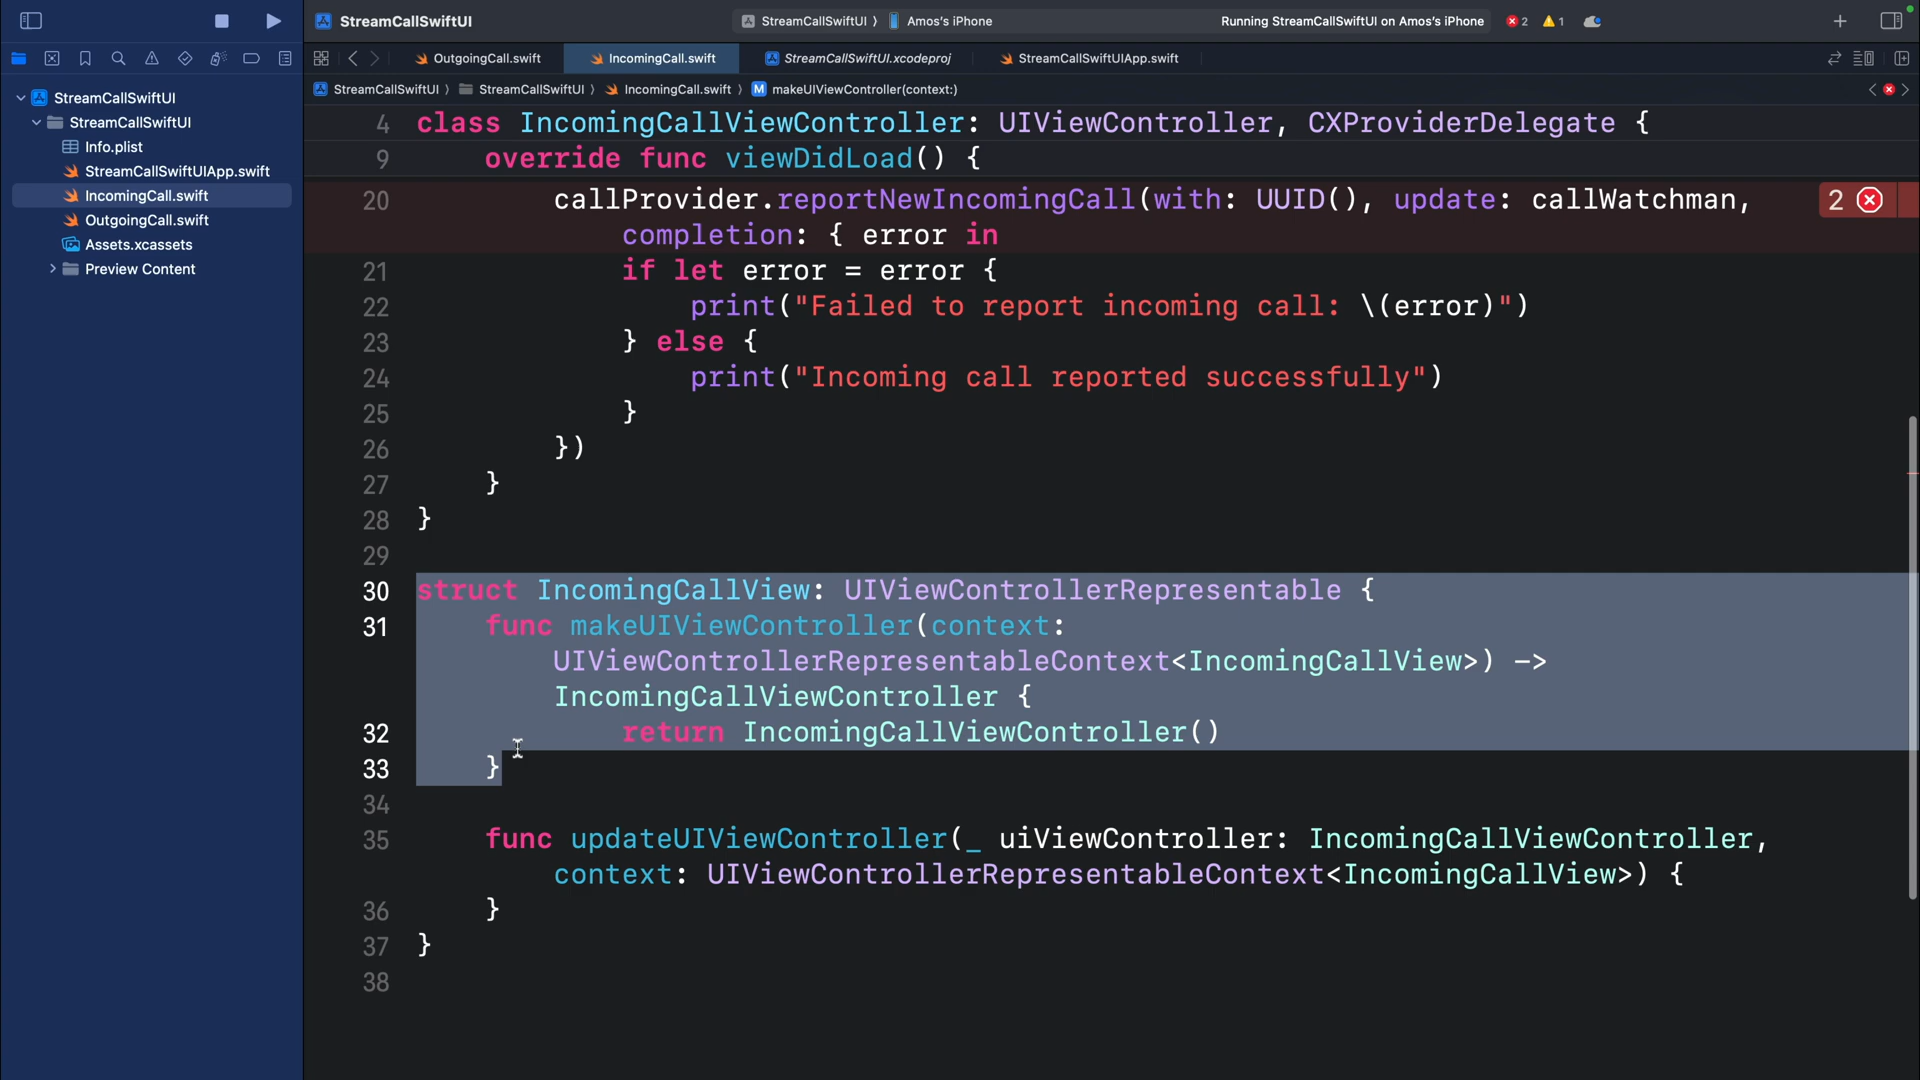 StreamCallSwiftUI
StreamCallSwiftUI ⟩ Amos's iPhone
Running StreamCallSwiftUI on Amos's iPhone
2
1
OutgoingCall.swift
IncomingCall.swift
StreamCallSwiftUI.xcodeproj
StreamCallSwiftUIApp.swift
StreamCallSwiftUI ⟩ StreamCallSwiftUI ⟩ IncomingCall.swift ⟩ M makeUIViewController(context:)
StreamCallSwiftUI
StreamCallSwiftUI
Info.plist
StreamCallSwiftUIApp.swift
IncomingCall.swift
OutgoingCall.swift
Assets.xcassets
Preview Content
4 class IncomingCallViewController: UIViewController, CXProviderDelegate {
9 override func viewDidLoad() {
20 callProvider.reportNewIncomingCall(with: UUID(), update: callWatchman, 2
completion: { error in
21 if let error = error {
22 print("Failed to report incoming call: \(error)")
23 } else {
24 print("Incoming call reported successfully")
25 }
26 })
27 }
28 }
29
30 struct IncomingCallView: UIViewControllerRepresentable {
31 func makeUIViewController(context:
UIViewControllerRepresentableContext<IncomingCallView>) ->
IncomingCallViewController {
32 return IncomingCallViewController()
33 }
34
35 func updateUIViewController(_ uiViewController: IncomingCallViewController,
context: UIViewControllerRepresentableContext<IncomingCallView>) {
36 }
37 }
38